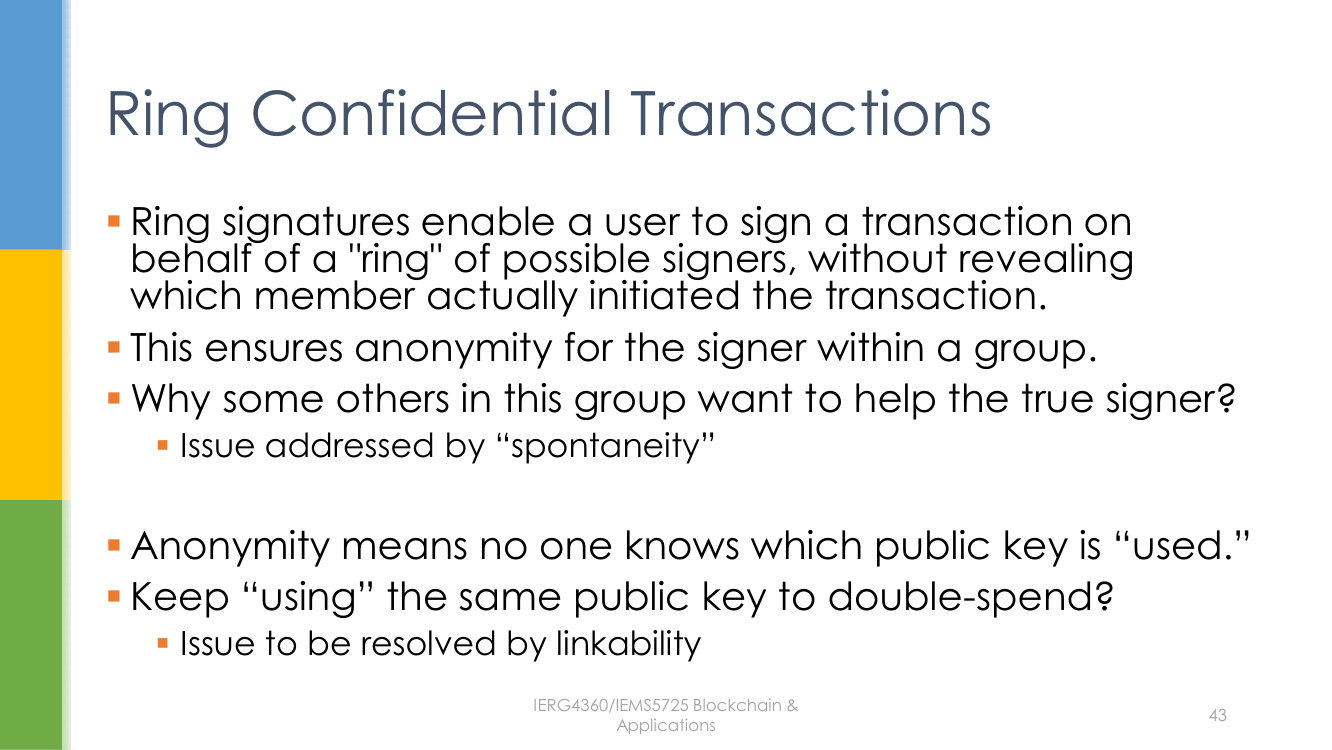 Ring Confidential Transactions
Ring signatures enable a user to sign a transaction on
behalf of a "ring" of possible signers, without revealing
which member actually initiated the transaction.
This ensures anonymity for the signer within a group.
Why some others in this group want to help the true signer?
Issue addressed by “spontaneity”
Anonymity means no one knows which public key is “used.”
Keep “using” the same public key to double-spend?
Issue to be resolved by linkability
IERG4360/IEMS5725 Blockchain &
Applications
43